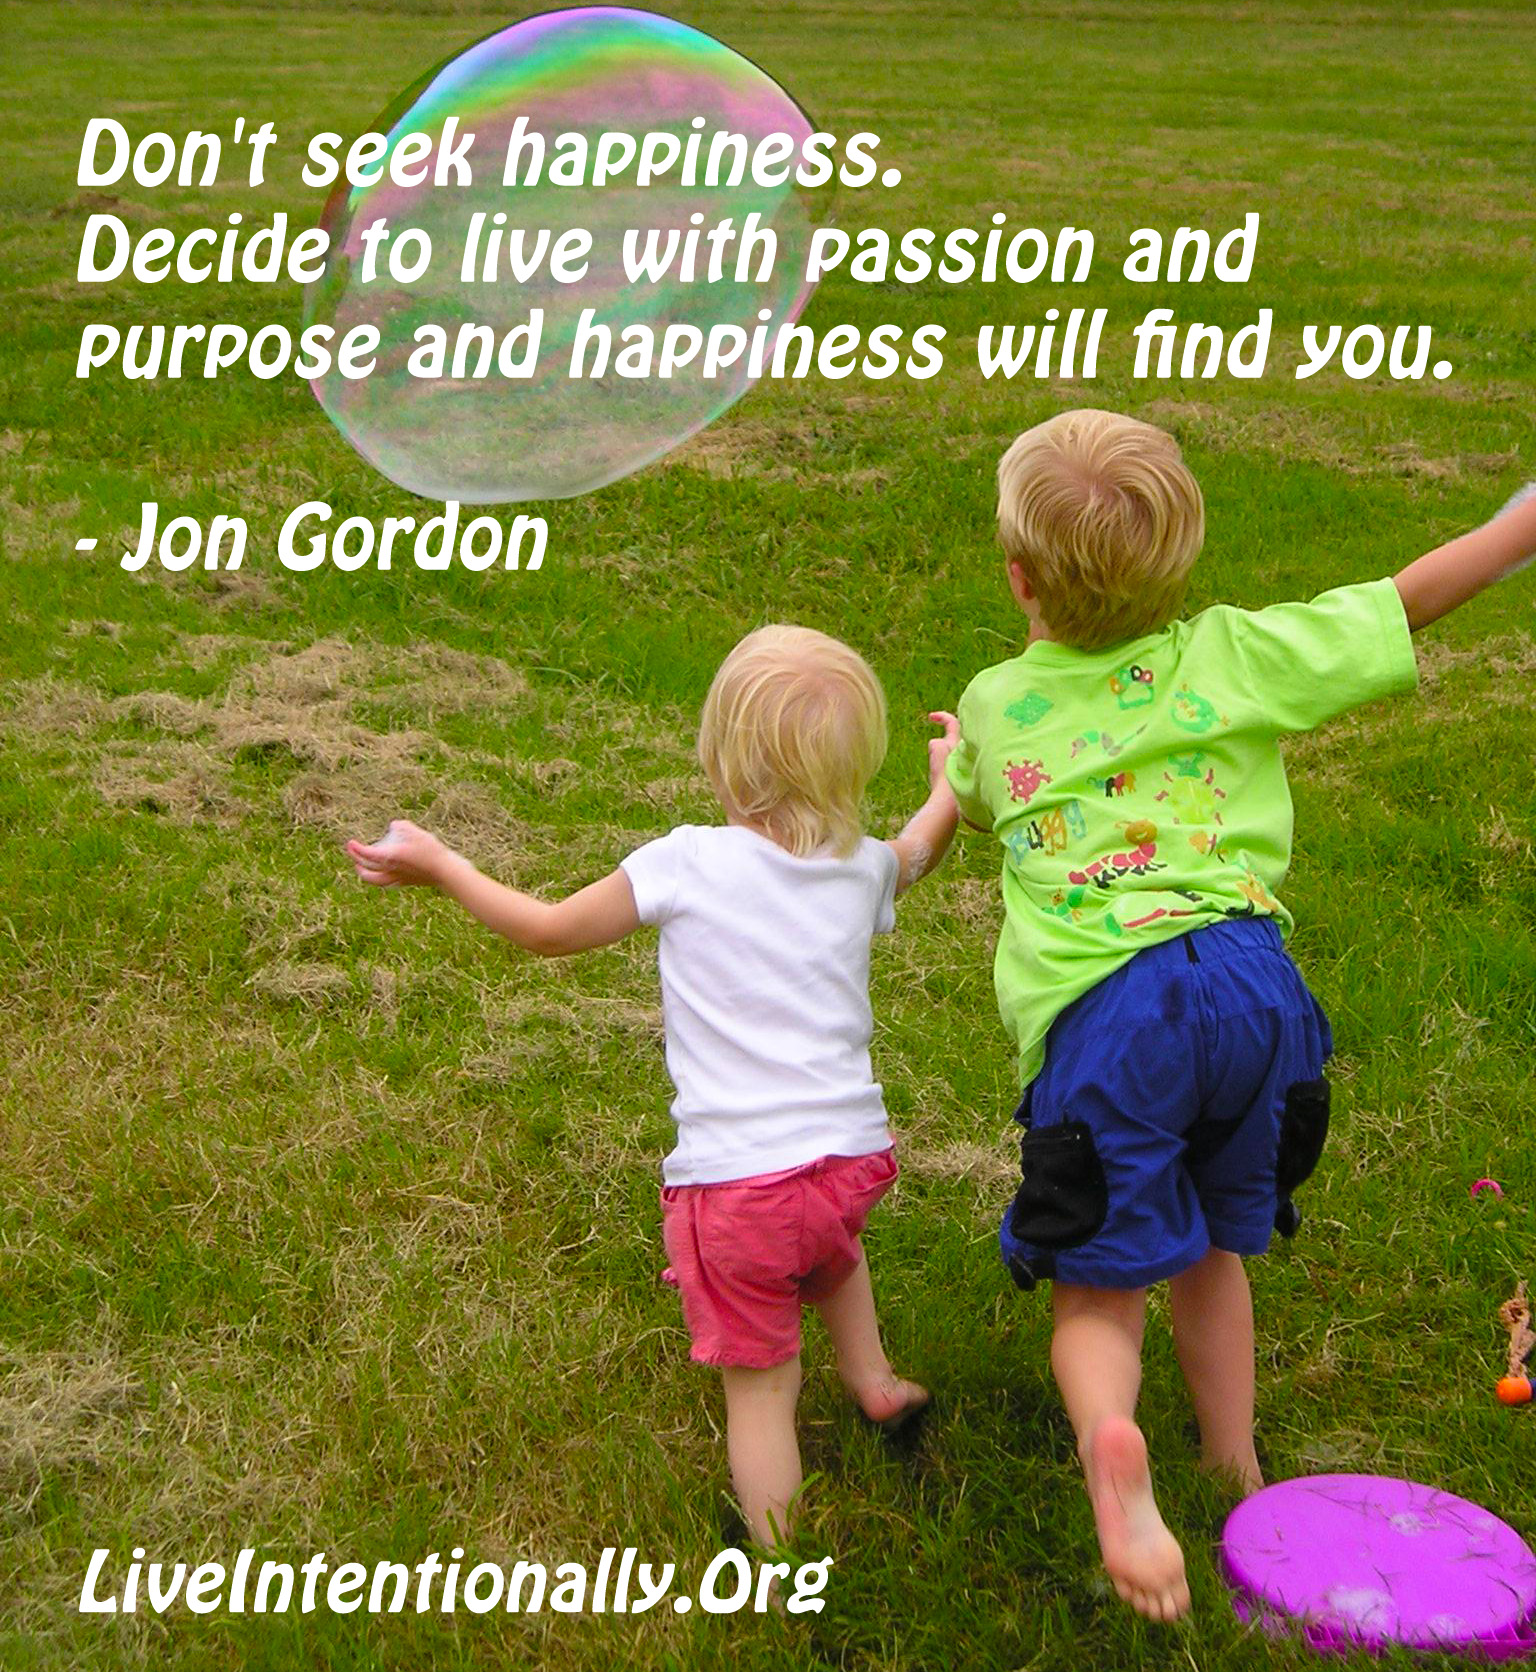 Don't seek happiness.
Decide to live with passion and
purpose and happiness will find you.
- Jon Gordon
Buggy
LiveIntentionally.Org